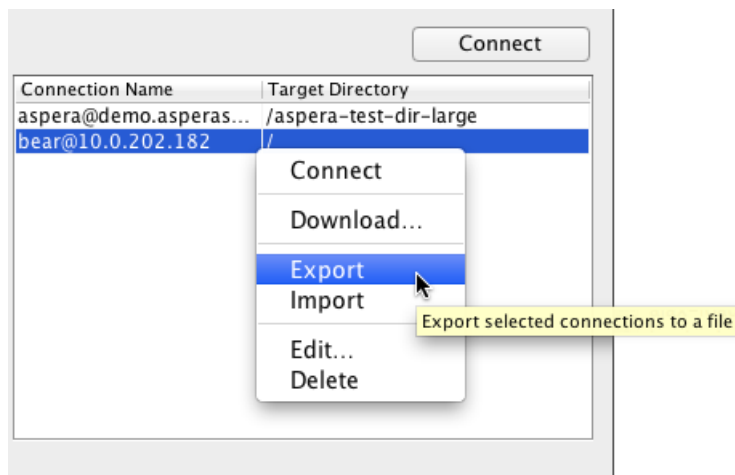 Connect
Connection Name Target Directory
aspera@demo.asperas... /aspera-test-dir-large
bear@10.0.202.182 /
Connect
Download...
Export
Import
Export selected connections to a file
Edit...
Delete